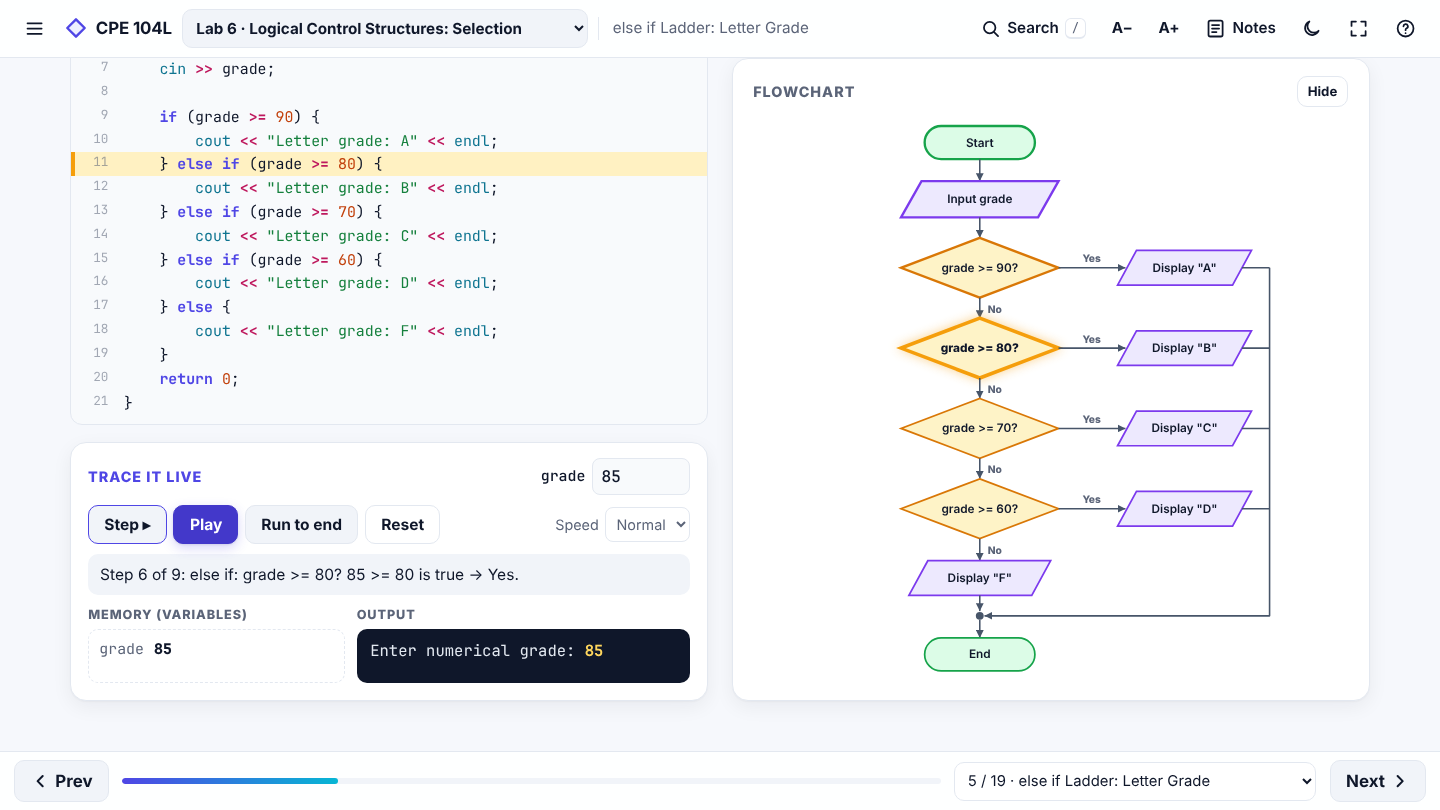 CPE 104L
Lab 6 · Logical Control Structures: Selection
else if Ladder: Letter Grade
Search /
A−
A+
Notes
7 cin >> grade;
8
9 if (grade >= 90) {
10 cout << "Letter grade: A" << endl;
11 } else if (grade >= 80) {
12 cout << "Letter grade: B" << endl;
13 } else if (grade >= 70) {
14 cout << "Letter grade: C" << endl;
15 } else if (grade >= 60) {
16 cout << "Letter grade: D" << endl;
17 } else {
18 cout << "Letter grade: F" << endl;
19 }
20 return 0;
21 }
TRACE IT LIVE
grade 85
Step ▸
Play
Run to end
Reset
Speed Normal
Step 6 of 9: else if: grade >= 80? 85 >= 80 is true → Yes.
MEMORY (VARIABLES)
grade 85
OUTPUT
Enter numerical grade: 85
FLOWCHART
Hide
Start
Input grade
grade >= 90?
Yes
Display "A"
No
grade >= 80?
Yes
Display "B"
No
grade >= 70?
Yes
Display "C"
No
grade >= 60?
Yes
Display "D"
No
Display "F"
End
Prev
5 / 19 · else if Ladder: Letter Grade
Next